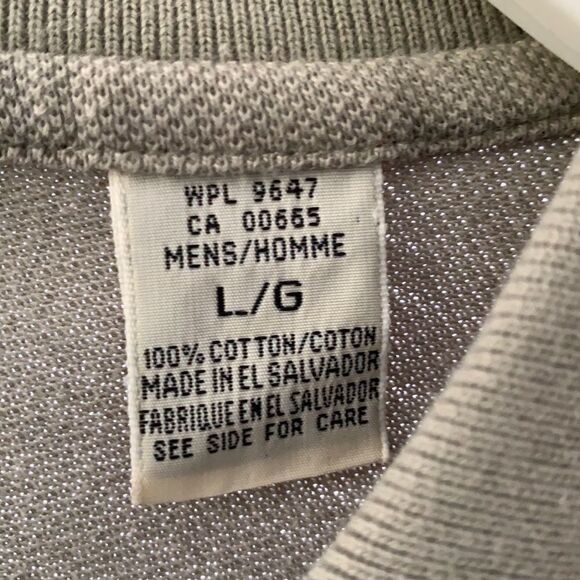 WPL 9647
CA 00665
MENS/HOMME
L/G
100% COTTON/COTON
MADE IN EL SALVADOR
FABRIQUE EN EL SALVADOR
SEE SIDE FOR CARE